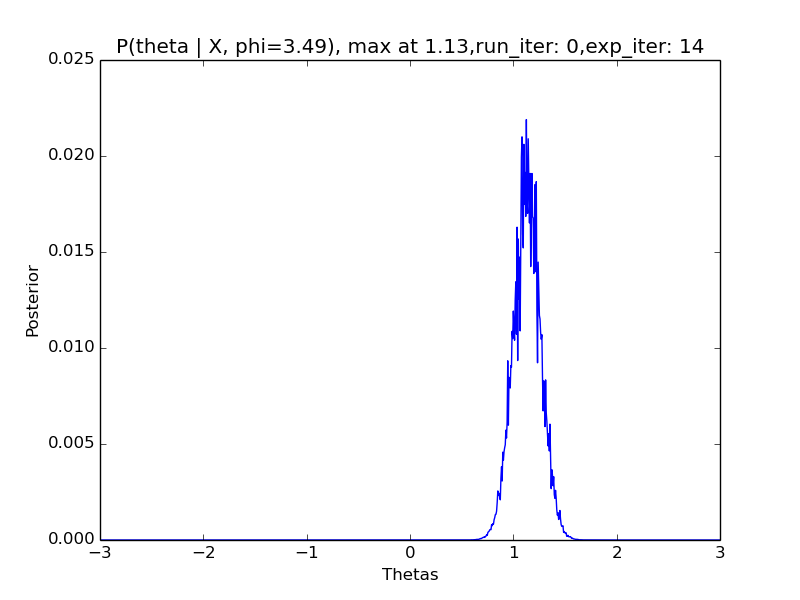 P(theta | X, phi=3.49), max at 1.13,run_iter: 0,exp_iter: 14
0.025
0.020
0.015
0.010
0.005
0.000
Posterior
−3 −2 −1 0 1 2 3
Thetas